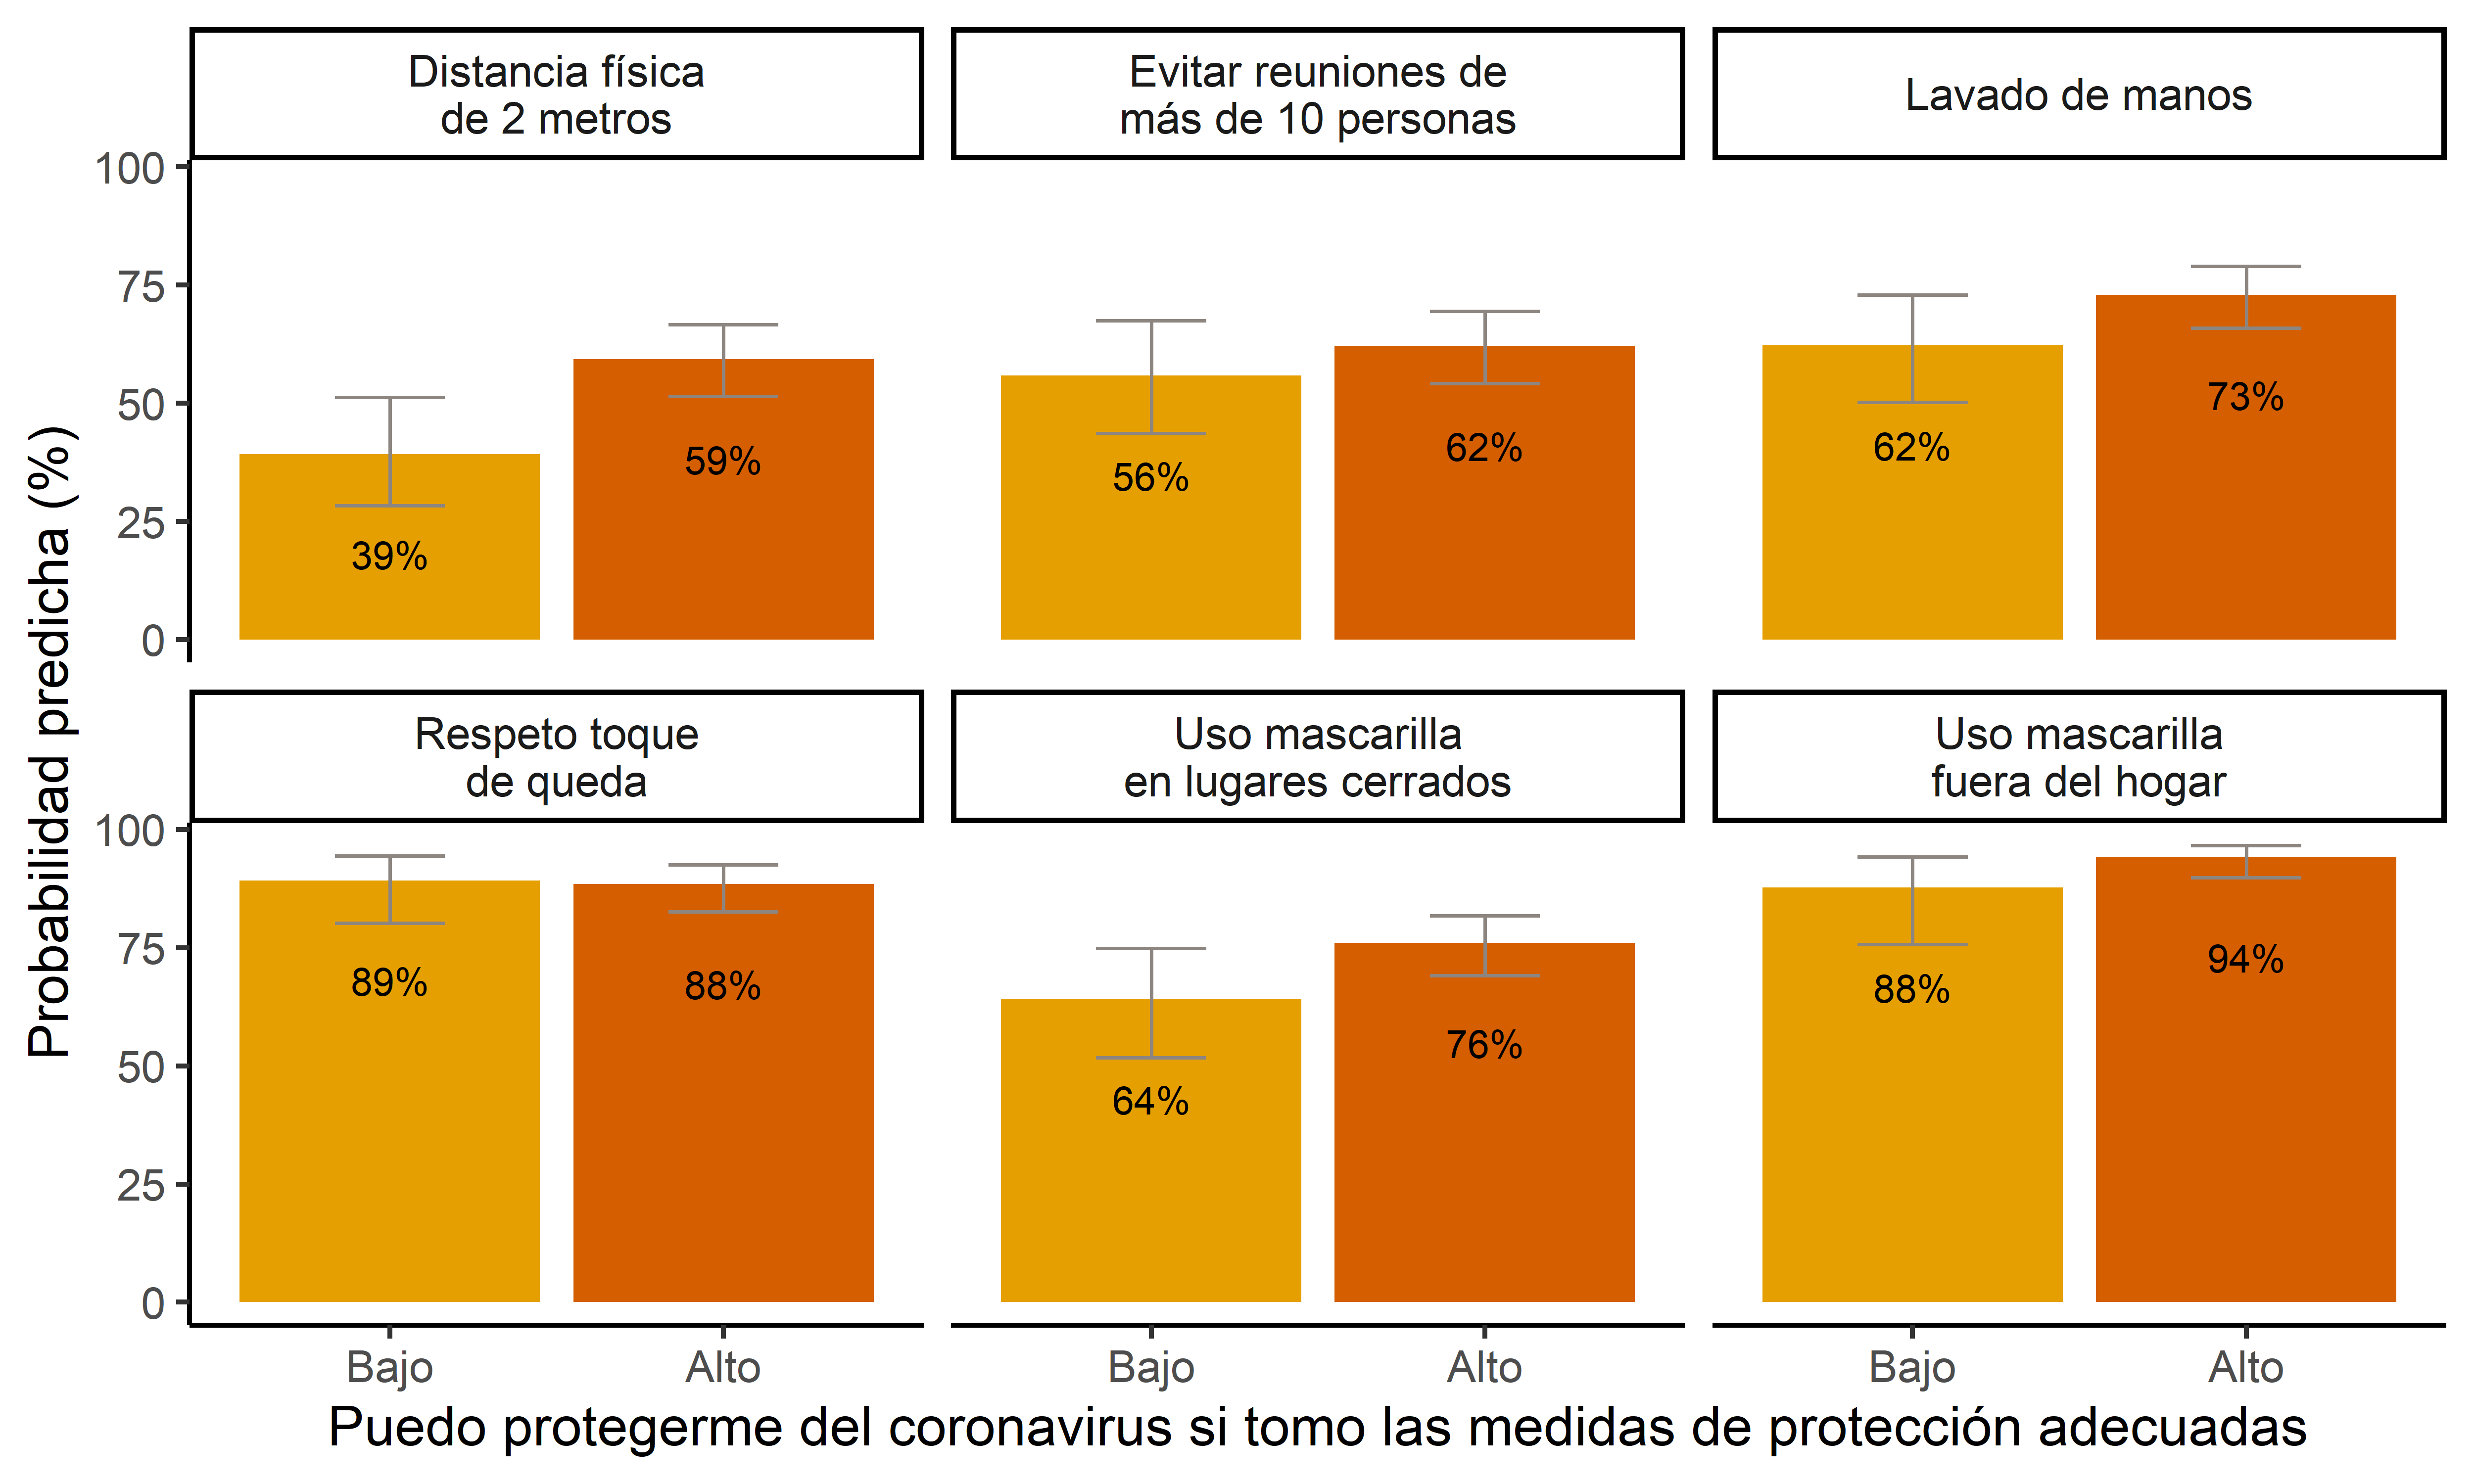 Distancia física
de 2 metros
Evitar reuniones de
más de 10 personas
Lavado de manos
100
75
50
25
0
39%
59%
56%
62%
62%
73%
Respeto toque
de queda
Uso mascarilla
en lugares cerrados
Uso mascarilla
fuera del hogar
100
75
50
25
0
89%
88%
64%
76%
88%
94%
Bajo
Alto
Bajo
Alto
Bajo
Alto
Puedo protegerme del coronavirus si tomo las medidas de protección adecuadas
Probabilidad predicha (%)